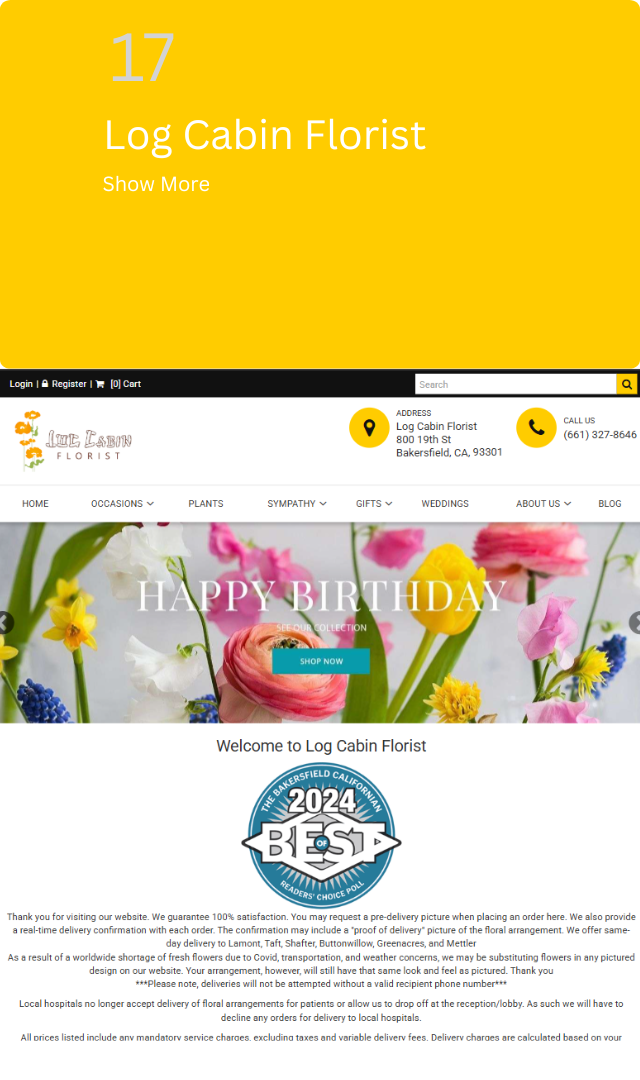 17
Log Cabin Florist
Show More
Login | Register | [0] Cart
Search
LOG CABIN
FLORIST
ADDRESS
Log Cabin Florist
800 19th St
Bakersfield, CA, 93301
CALL US
(661) 327-8646
HOME OCCASIONS PLANTS SYMPATHY GIFTS WEDDINGS ABOUT US BLOG
HAPPY BIRTHDAY
SEE OUR COLLECTION
SHOP NOW
Welcome to Log Cabin Florist
THE BAKERSFIELD CALIFORNIAN
2024
BEST
OF
READERS' CHOICE POLL
Thank you for visiting our website. We guarantee 100% satisfaction. You may request a pre-delivery picture when placing an order here. We also provide
a real-time delivery confirmation with each order. The confirmation may include a "proof of delivery" picture of the floral arrangement. We offer same-
day delivery to Lamont, Taft, Shafter, Buttonwillow, Greenacres, and Mettler
As a result of a worldwide shortage of fresh flowers due to Covid, transportation, and weather concerns, we may be substituting flowers in any pictured
design on our website. Your arrangement, however, will still have that same look and feel as pictured. Thank you
***Please note, deliveries will not be attempted without a valid recipient phone number***
Local hospitals no longer accept delivery of floral arrangements for patients or allow us to drop off at the reception/lobby. As such we will have to
decline any orders for delivery to local hospitals.
All prices listed include any mandatory service charges, excluding taxes and variable delivery fees. Delivery charges are calculated based on your